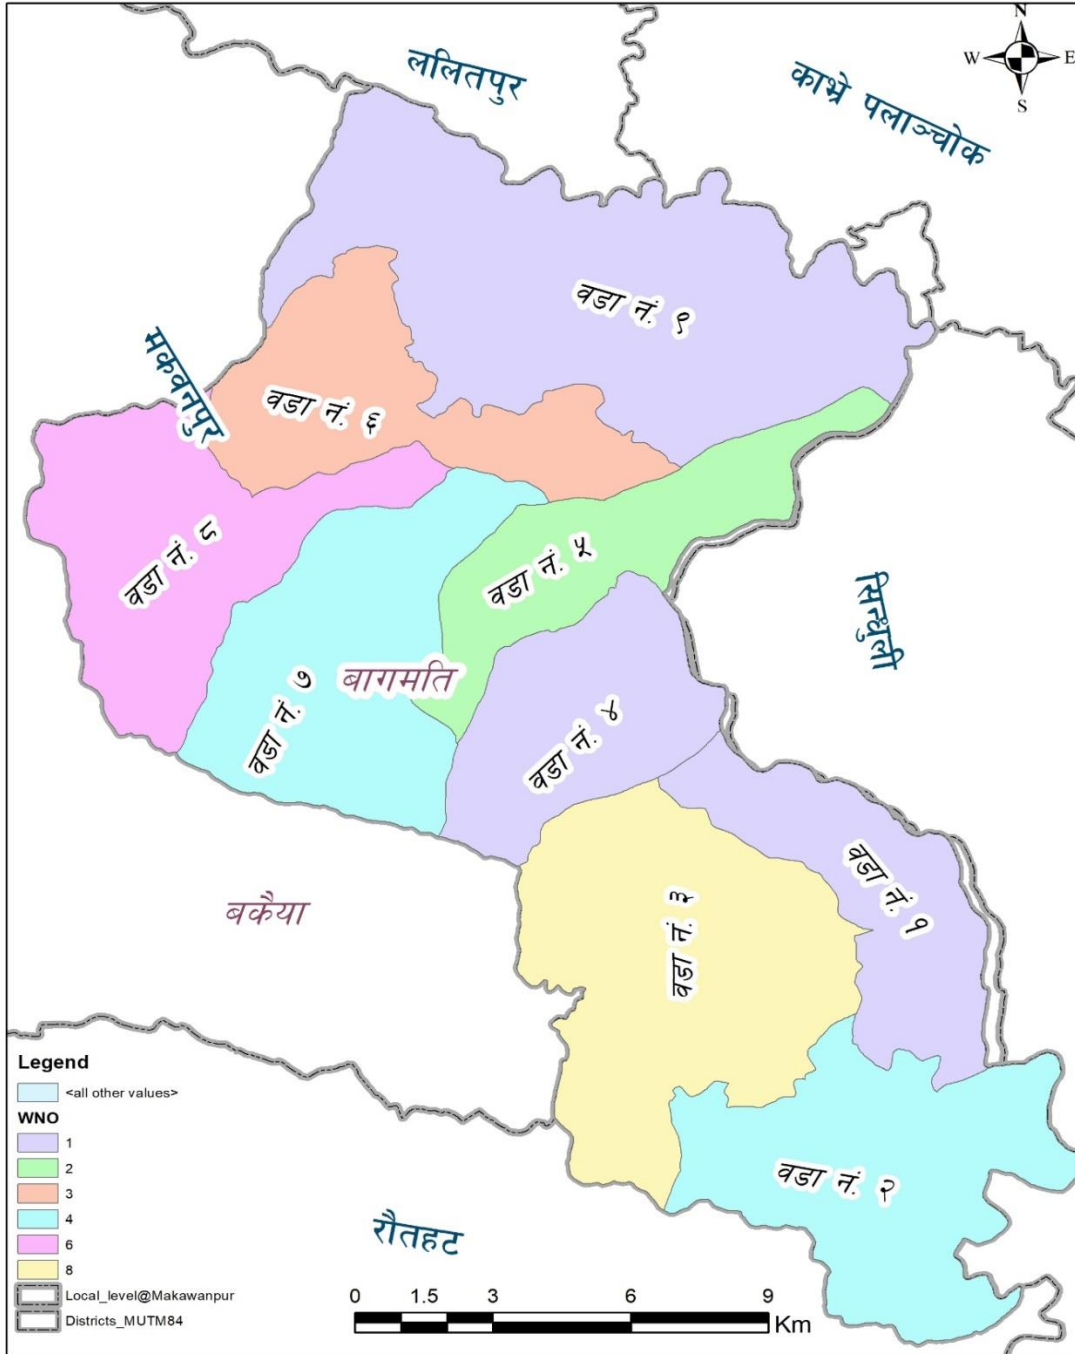 N
W E
S
ललितपुर
काभ्रे पलाञ्चोक
वडा नं. ९
मकवनपुर
वडा नं. ६
वडा नं. ८
वडा नं. ५
सिन्धुली
वडा नं. ७
बागमति
वडा नं. ४
वडा नं. १
बकैया
वडा नं. ३
वडा नं. २
रौतहट
Legend
<all other values>
WNO
1
2
3
4
6
8
Local_level@Makawanpur
Districts_MUTM84
0 1.5 3 6 9
Km